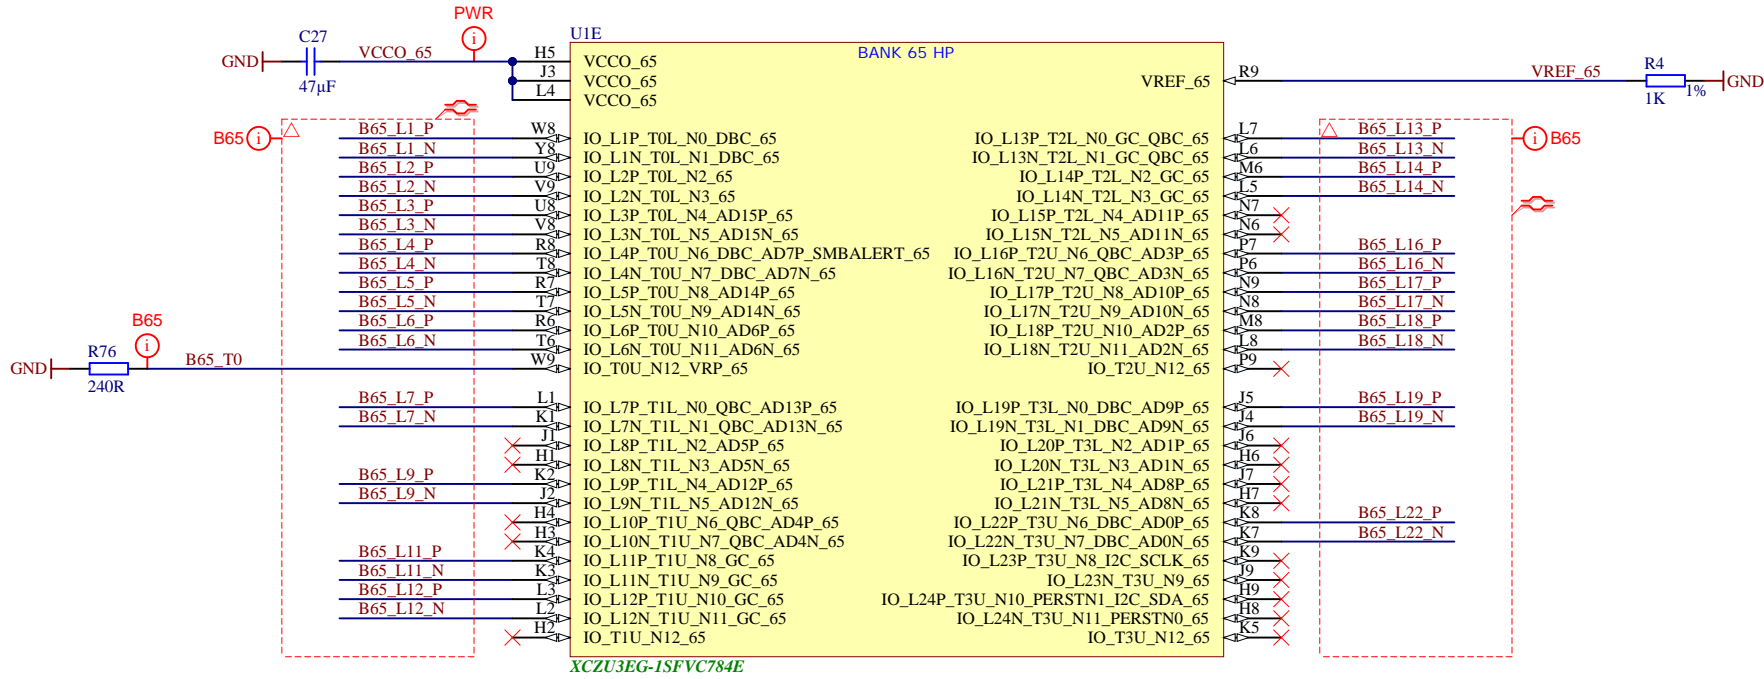 PWR
C27
GND
VCCO_65
47µF
U1E
BANK 65 HP
H5 VCCO_65
J3 VCCO_65
L4 VCCO_65
VREF_65 R9 VREF_65
R4
1K
1%
GND
B65
B65_L1_P W8 IO_L1P_T0L_N0_DBC_65
B65_L1_N Y8 IO_L1N_T0L_N1_DBC_65
B65_L2_P U9 IO_L2P_T0L_N2_65
B65_L2_N V9 IO_L2N_T0L_N3_65
B65_L3_P U8 IO_L3P_T0L_N4_AD15P_65
B65_L3_N V8 IO_L3N_T0L_N5_AD15N_65
B65_L4_P R8 IO_L4P_T0U_N6_DBC_AD7P_SMBALERT_65
B65_L4_N T8 IO_L4N_T0U_N7_DBC_AD7N_65
B65_L5_P R7 IO_L5P_T0U_N8_AD14P_65
B65_L5_N T7 IO_L5N_T0U_N9_AD14N_65
B65_L6_P R6 IO_L6P_T0U_N10_AD6P_65
B65_L6_N T6 IO_L6N_T0U_N11_AD6N_65
B65
GND
R76
240R
B65_T0 W9 IO_T0U_N12_VRP_65
B65_L7_P L1 IO_L7P_T1L_N0_QBC_AD13P_65
B65_L7_N K1 IO_L7N_T1L_N1_QBC_AD13N_65
J1 IO_L8P_T1L_N2_AD5P_65
H1 IO_L8N_T1L_N3_AD5N_65
B65_L9_P K2 IO_L9P_T1L_N4_AD12P_65
B65_L9_N J2 IO_L9N_T1L_N5_AD12N_65
H4 IO_L10P_T1U_N6_QBC_AD4P_65
H3 IO_L10N_T1U_N7_QBC_AD4N_65
B65_L11_P K4 IO_L11P_T1U_N8_GC_65
B65_L11_N K3 IO_L11N_T1U_N9_GC_65
B65_L12_P L3 IO_L12P_T1U_N10_GC_65
B65_L12_N L2 IO_L12N_T1U_N11_GC_65
H2 IO_T1U_N12_65
IO_L13P_T2L_N0_GC_QBC_65 L7 B65_L13_P
IO_L13N_T2L_N1_GC_QBC_65 L6 B65_L13_N
IO_L14P_T2L_N2_GC_65 M6 B65_L14_P
IO_L14N_T2L_N3_GC_65 L5 B65_L14_N
IO_L15P_T2L_N4_AD11P_65 N7
IO_L15N_T2L_N5_AD11N_65 N6
IO_L16P_T2U_N6_QBC_AD3P_65 P7 B65_L16_P
IO_L16N_T2U_N7_QBC_AD3N_65 P6 B65_L16_N
IO_L17P_T2U_N8_AD10P_65 N9 B65_L17_P
IO_L17N_T2U_N9_AD10N_65 N8 B65_L17_N
IO_L18P_T2U_N10_AD2P_65 M8 B65_L18_P
IO_L18N_T2U_N11_AD2N_65 L8 B65_L18_N
IO_T2U_N12_65 P9
IO_L19P_T3L_N0_DBC_AD9P_65 J5 B65_L19_P
IO_L19N_T3L_N1_DBC_AD9N_65 J4 B65_L19_N
IO_L20P_T3L_N2_AD1P_65 J6
IO_L20N_T3L_N3_AD1N_65 H6
IO_L21P_T3L_N4_AD8P_65 J7
IO_L21N_T3L_N5_AD8N_65 H7
IO_L22P_T3U_N6_DBC_AD0P_65 K8 B65_L22_P
IO_L22N_T3U_N7_DBC_AD0N_65 K7 B65_L22_N
IO_L23P_T3U_N8_I2C_SCLK_65 K9
IO_L23N_T3U_N9_65 J9
IO_L24P_T3U_N10_PERSTN1_I2C_SDA_65 H9
IO_L24N_T3U_N11_PERSTN0_65 H8
IO_T3U_N12_65 K5
B65
XCZU3EG-1SFVC784E